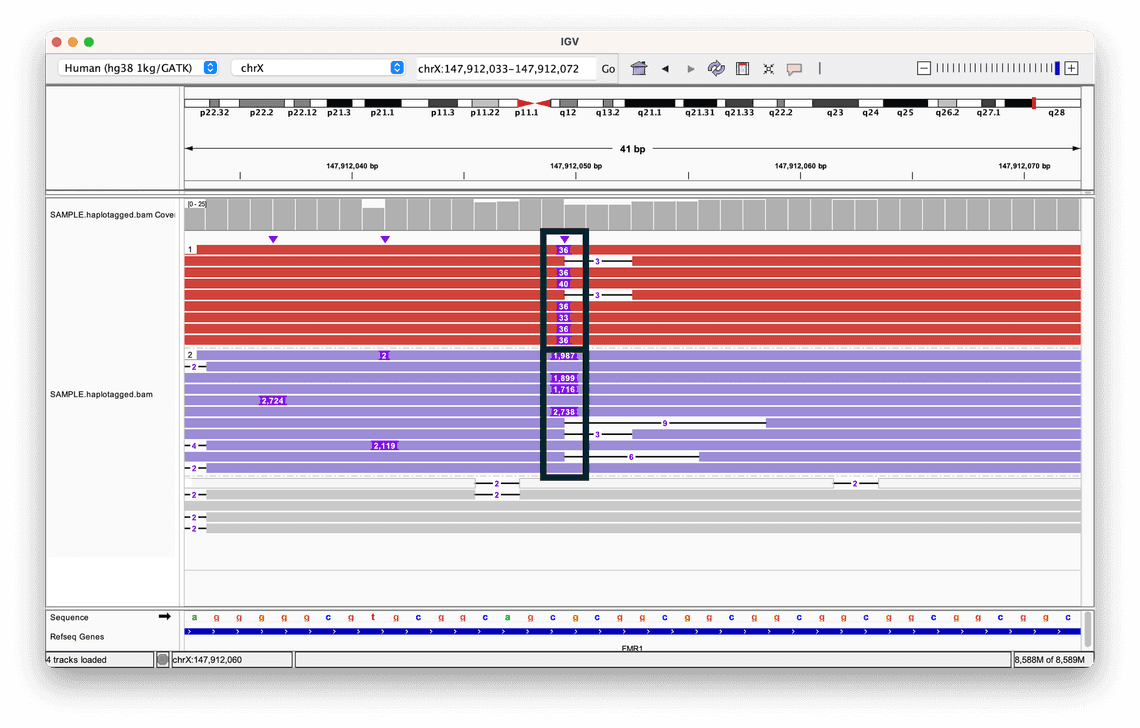 IGV
Human (hg38 1kg/GATK) chrX chrX:147,912,033-147,912,072 Go
p22.32 p22.2 p22.12 p21.3 p21.1 p11.3 p11.22 p11.1 q12 q13.2 q21.1 q21.31 q21.33 q22.2 q23 q24 q25 q26.2 q27.1 q28
41 bp
147,912,040 bp 147,912,050 bp 147,912,060 bp 147,912,070 bp
[0 - 25]
SAMPLE.haplotagged.bam Cove
1 36
3
36
40
3
36
33
36
36
2 2 1,987
2
1,899
1,716
SAMPLE.haplotagged.bam
2,724
2,738
9
3
4 2,119
6
2
2 2
2 2
2
2
Sequence a g g g g g c g t g c g g c a g c g c g g c g g c g g c g g c g g c g g c g g c
Refseq Genes
FMR1
4 tracks loaded chrX:147,912,060 8,588M of 8,589M